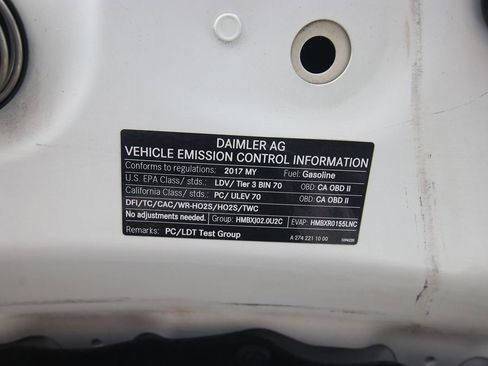 DAIMLER AG
VEHICLE EMISSION CONTROL INFORMATION
Conforms to regulations: 2017 MY Fuel: Gasoline
U.S. EPA Class/ stds.: LDV/ Tier 3 BIN 70 OBD: CA OBD II
California Class/ stds.: PC/ ULEV 70 OBD: CA OBD II
DFI/TC/CAC/WR-HO2S/HO2S/TWC
No adjustments needed. Group: HMBXJ02.0U2C EVAP: HMBXR0155LNC
Remarks: PC/LDT Test Group A 274 221 10 00